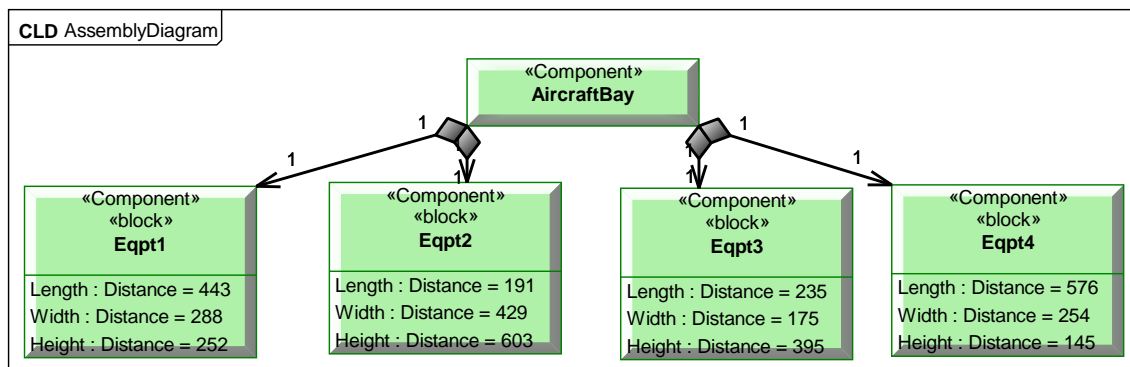 CLD AssemblyDiagram
«Component»
AircraftBay
1
1
1
1
1
1
1
1
«Component»
«block»
Eqpt1
Length : Distance = 443
Width : Distance = 288
Height : Distance = 252
«Component»
«block»
Eqpt2
Length : Distance = 191
Width : Distance = 429
Height : Distance = 603
«Component»
«block»
Eqpt3
Length : Distance = 235
Width : Distance = 175
Height : Distance = 395
«Component»
«block»
Eqpt4
Length : Distance = 576
Width : Distance = 254
Height : Distance = 145